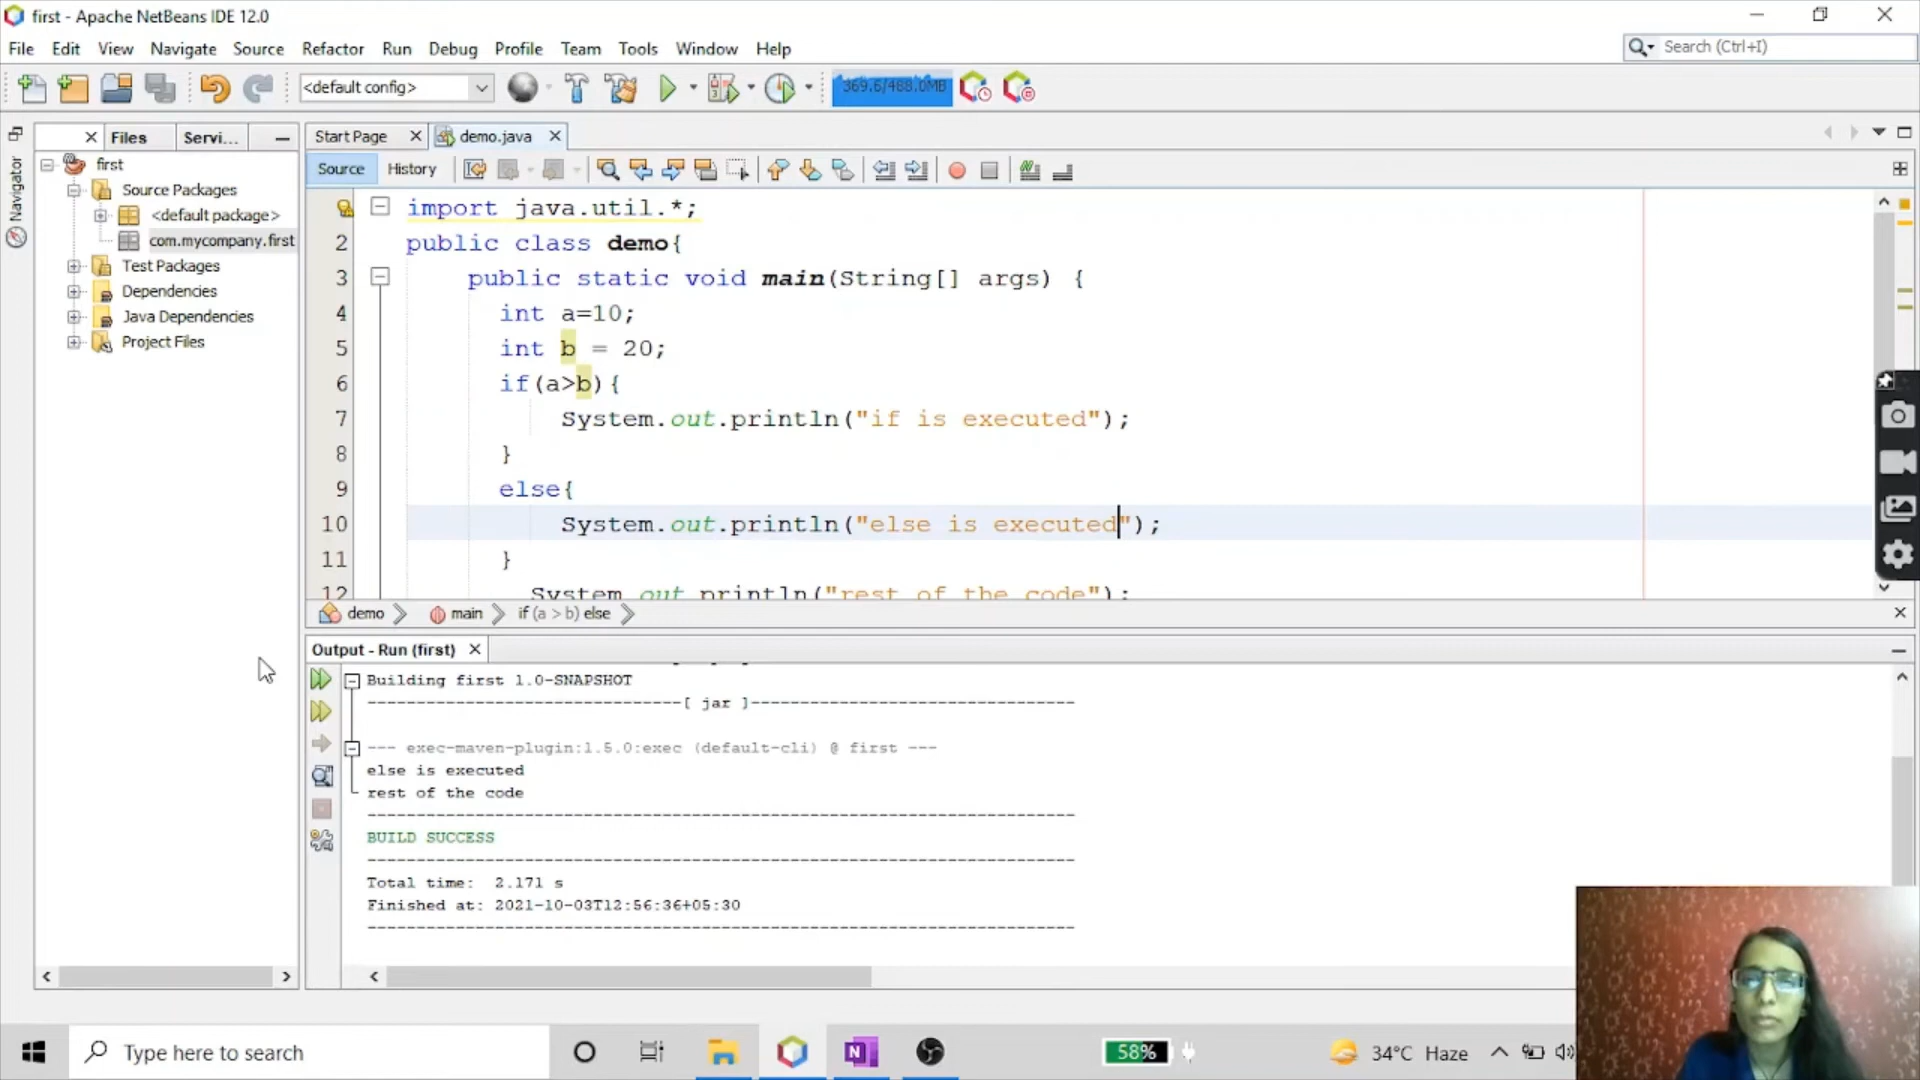 first - Apache NetBeans IDE 12.0
File Edit View Navigate Source Refactor Run Debug Profile Team Tools Window Help
Search (Ctrl+I)
<default config>
369.6/488.0MB
Files Servi...
Start Page demo.java
Source History
Navigator
first
Source Packages
<default package>
com.mycompany.first
Test Packages
Dependencies
Java Dependencies
Project Files
import java.util.*;
2 public class demo{
3 public static void main(String[] args) {
4 int a=10;
5 int b = 20;
6 if(a>b){
7 System.out.println("if is executed");
8 }
9 else{
10 System.out.println("else is executed");
11 }
12 System.out.println("rest of the code");
demo main if (a > b) else
Output - Run (first)
Building first 1.0-SNAPSHOT
--------------------------------[ jar ]---------------------------------
--- exec-maven-plugin:1.5.0:exec (default-cli) @ first ---
else is executed
rest of the code
------------------------------------------------------------------------
BUILD SUCCESS
------------------------------------------------------------------------
Total time: 2.171 s
Finished at: 2021-10-03T12:56:36+05:30
------------------------------------------------------------------------
Type here to search
N
58%
34°C Haze